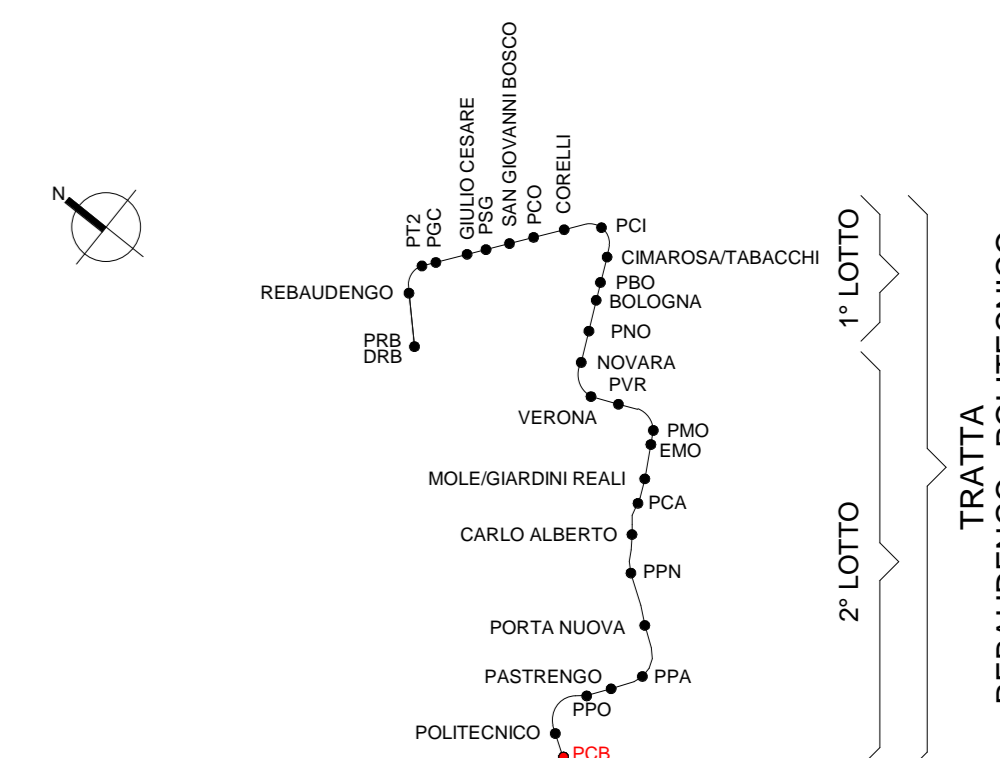 N
PT2
PGC
GIULIO CESARE
PSG
SAN GIOVANNI BOSCO
PCO
CORELLI
PCI
CIMAROSA/TABACCHI
REBAUDENGO
PBO
BOLOGNA
PRB
DRB
PNO
NOVARA
PVR
VERONA
PMO
EMO
MOLE/GIARDINI REALI
PCA
CARLO ALBERTO
PPN
PORTA NUOVA
PASTRENGO
PPA
PPO
POLITECNICO
PCB
1° LOTTO
2° LOTTO
TRATTA